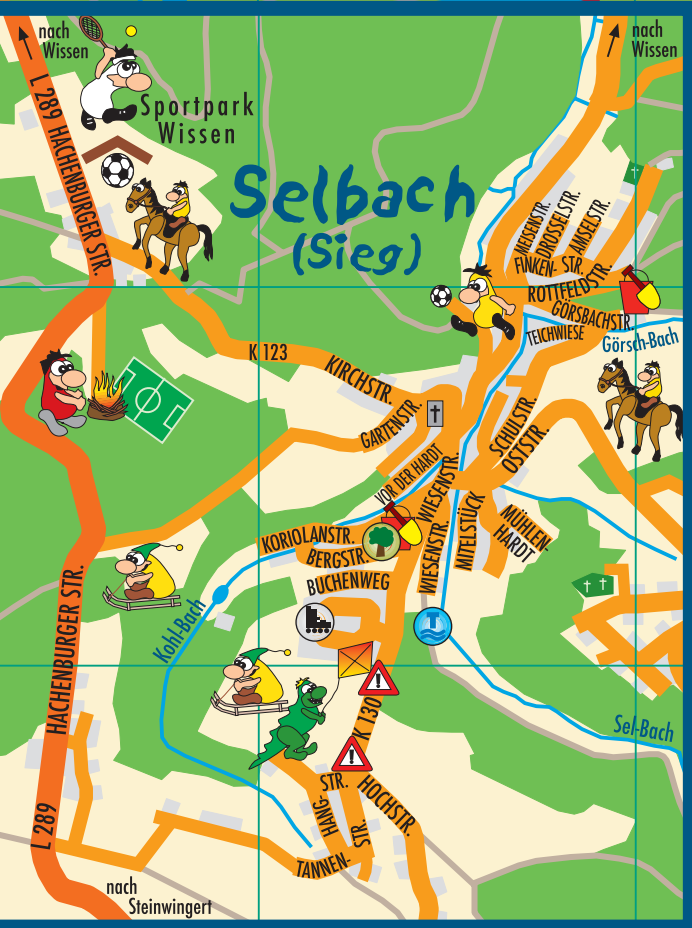 nach
Wissen
nach
Wissen
L 289 HACHENBURGER STR.
Sportpark
Wissen
Selbach
(Sieg)
MEISENSTR.
DROSSELSTR.
AMSELSTR.
FINKEN- STR.
ROTTFELDSTR.
GÖRSBACHSTR.
TEICHWIESE
Görsch-Bach
K 123
KIRCHSTR.
GARTENSTR.
SCHULSTR.
OSTSTR.
VOR DER HARDT
WIESENSTR.
WIESENSTR.
MITTELSTÜCK
MÜHLEN-
HARDT
KORIOLANSTR.
BERGSTR.
BUCHENWEG
Kohl-Bach
HACHENBURGER STR.
K 130
Sel-Bach
HANG-
STR.
HOCHSTR.
TANNEN-
STR.
L 289
nach
Steinwingert